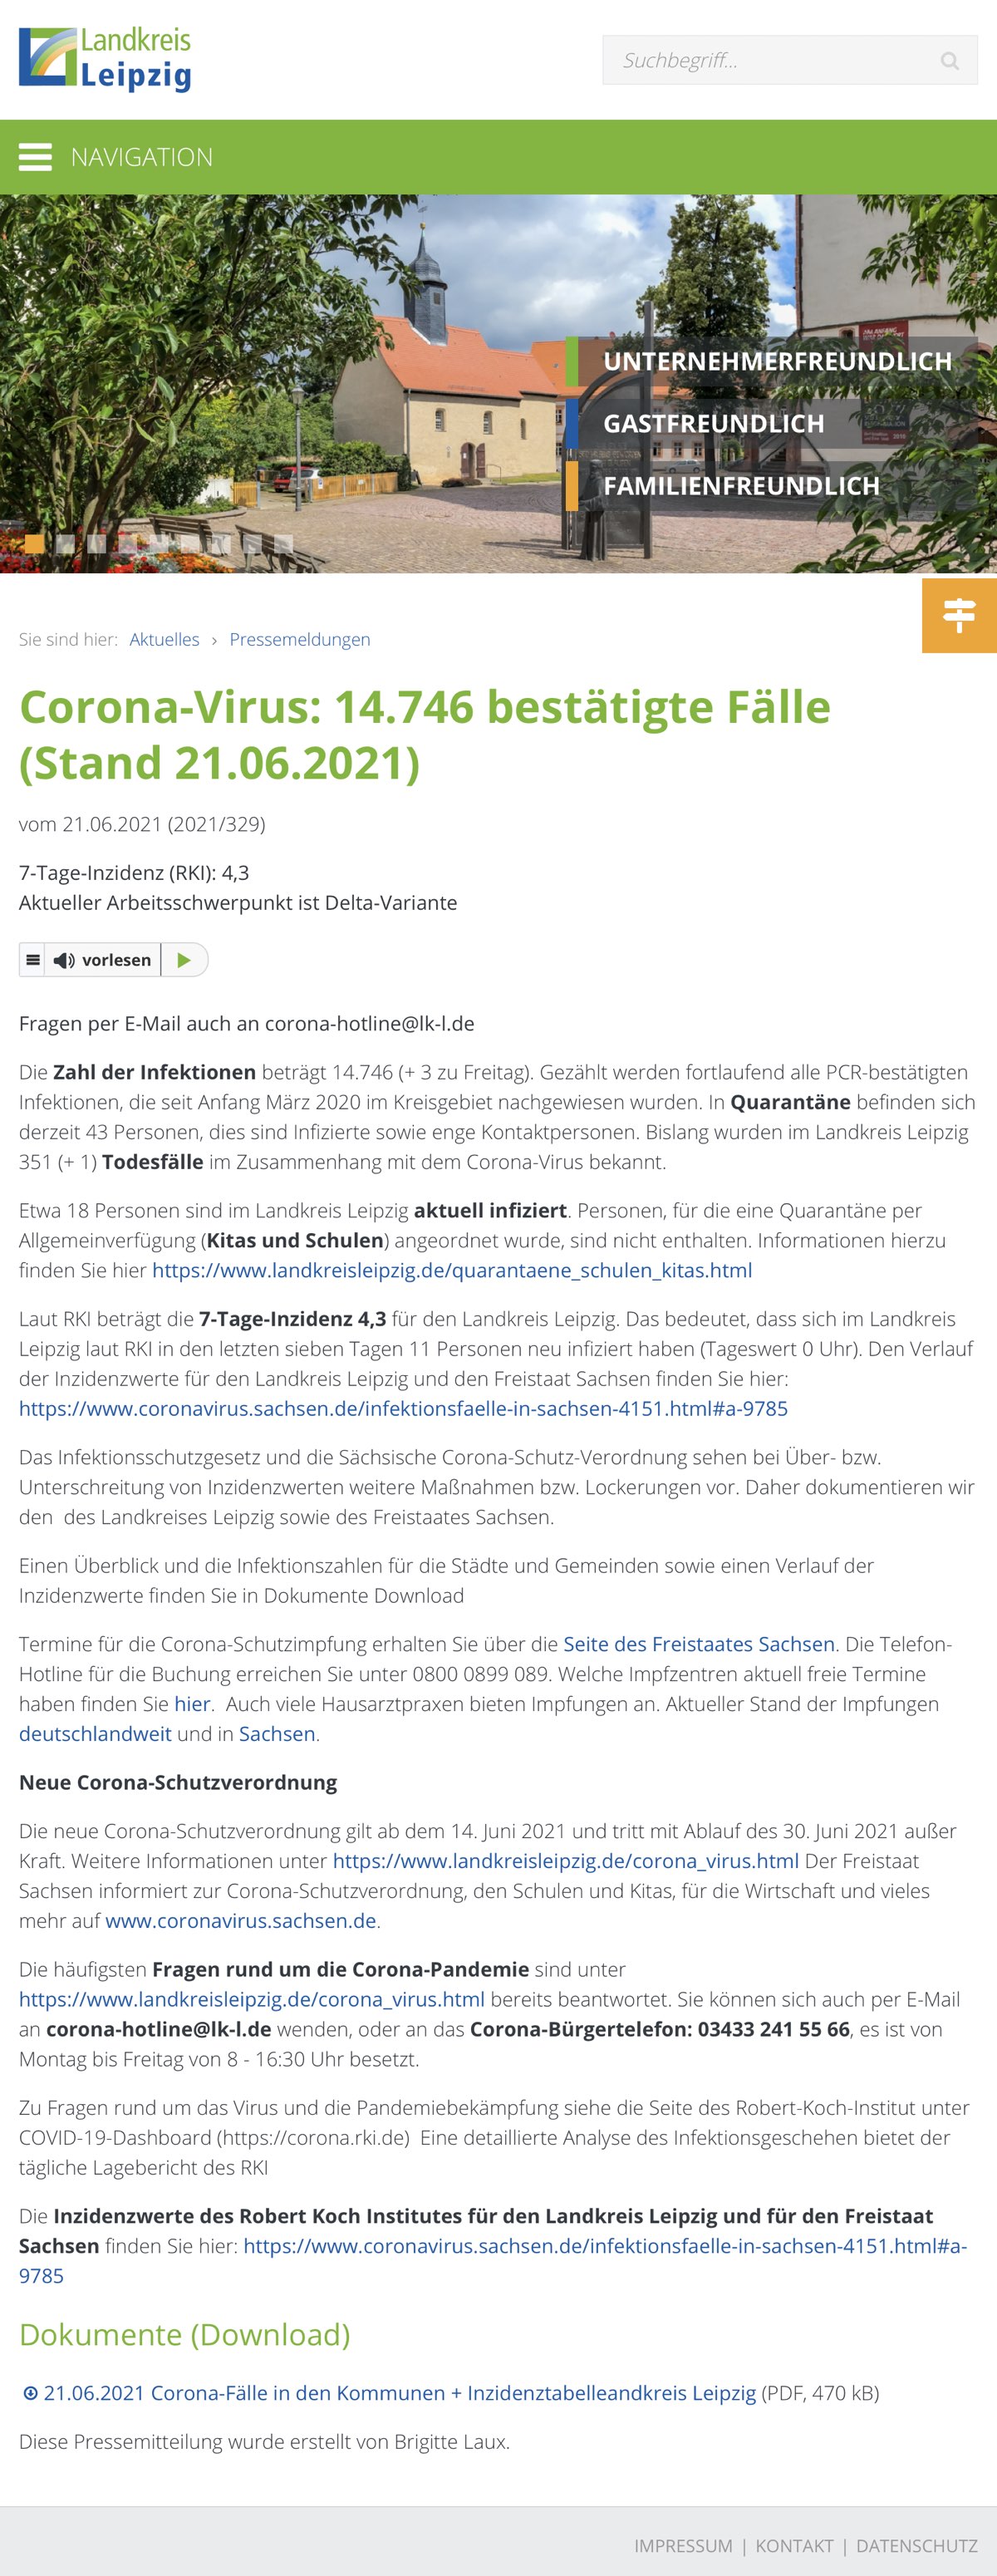 Landkreis
Leipzig
Suchbegriff...
NAVIGATION
UNTERNEHMERFREUNDLICH
GASTFREUNDLICH
FAMILIENFREUNDLICH
Sie sind hier: Aktuelles › Pressemeldungen
Corona-Virus: 14.746 bestätigte Fälle
(Stand 21.06.2021)
vom 21.06.2021 (2021/329)
7-Tage-Inzidenz (RKI): 4,3
Aktueller Arbeitsschwerpunkt ist Delta-Variante
vorlesen
Fragen per E-Mail auch an corona-hotline@lk-l.de
Die Zahl der Infektionen beträgt 14.746 (+ 3 zu Freitag). Gezählt werden fortlaufend alle PCR-bestätigten
Infektionen, die seit Anfang März 2020 im Kreisgebiet nachgewiesen wurden. In Quarantäne befinden sich
derzeit 43 Personen, dies sind Infizierte sowie enge Kontaktpersonen. Bislang wurden im Landkreis Leipzig
351 (+ 1) Todesfälle im Zusammenhang mit dem Corona-Virus bekannt.
Etwa 18 Personen sind im Landkreis Leipzig aktuell infiziert. Personen, für die eine Quarantäne per
Allgemeinverfügung (Kitas und Schulen) angeordnet wurde, sind nicht enthalten. Informationen hierzu
finden Sie hier https://www.landkreisleipzig.de/quarantaene_schulen_kitas.html
Laut RKI beträgt die 7-Tage-Inzidenz 4,3 für den Landkreis Leipzig. Das bedeutet, dass sich im Landkreis
Leipzig laut RKI in den letzten sieben Tagen 11 Personen neu infiziert haben (Tageswert 0 Uhr). Den Verlauf
der Inzidenzwerte für den Landkreis Leipzig und den Freistaat Sachsen finden Sie hier:
https://www.coronavirus.sachsen.de/infektionsfaelle-in-sachsen-4151.html#a-9785
Das Infektionsschutzgesetz und die Sächsische Corona-Schutz-Verordnung sehen bei Über- bzw.
Unterschreitung von Inzidenzwerten weitere Maßnahmen bzw. Lockerungen vor. Daher dokumentieren wir
den  des Landkreises Leipzig sowie des Freistaates Sachsen.
Einen Überblick und die Infektionszahlen für die Städte und Gemeinden sowie einen Verlauf der
Inzidenzwerte finden Sie in Dokumente Download
Termine für die Corona-Schutzimpfung erhalten Sie über die Seite des Freistaates Sachsen. Die Telefon-
Hotline für die Buchung erreichen Sie unter 0800 0899 089. Welche Impfzentren aktuell freie Termine
haben finden Sie hier.  Auch viele Hausarztpraxen bieten Impfungen an. Aktueller Stand der Impfungen
deutschlandweit und in Sachsen.
Neue Corona-Schutzverordnung
Die neue Corona-Schutzverordnung gilt ab dem 14. Juni 2021 und tritt mit Ablauf des 30. Juni 2021 außer
Kraft. Weitere Informationen unter https://www.landkreisleipzig.de/corona_virus.html Der Freistaat
Sachsen informiert zur Corona-Schutzverordnung, den Schulen und Kitas, für die Wirtschaft und vieles
mehr auf www.coronavirus.sachsen.de.
Die häufigsten Fragen rund um die Corona-Pandemie sind unter
https://www.landkreisleipzig.de/corona_virus.html bereits beantwortet. Sie können sich auch per E-Mail
an corona-hotline@lk-l.de wenden, oder an das Corona-Bürgertelefon: 03433 241 55 66, es ist von
Montag bis Freitag von 8 - 16:30 Uhr besetzt.
Zu Fragen rund um das Virus und die Pandemiebekämpfung siehe die Seite des Robert-Koch-Institut unter
COVID-19-Dashboard (https://corona.rki.de)  Eine detaillierte Analyse des Infektionsgeschehen bietet der
tägliche Lagebericht des RKI
Die Inzidenzwerte des Robert Koch Institutes für den Landkreis Leipzig und für den Freistaat
Sachsen finden Sie hier: https://www.coronavirus.sachsen.de/infektionsfaelle-in-sachsen-4151.html#a-
9785
Dokumente (Download)
21.06.2021 Corona-Fälle in den Kommunen + Inzidenztabelleandkreis Leipzig (PDF, 470 kB)
Diese Pressemitteilung wurde erstellt von Brigitte Laux.
IMPRESSUM | KONTAKT | DATENSCHUTZ